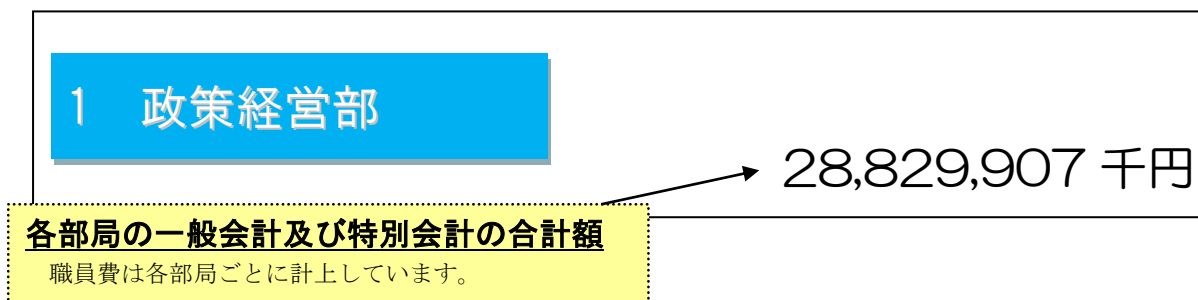 1 政策経営部
28,829,907 千円
各部局の一般会計及び特別会計の合計額
職員費は各部局ごとに計上しています。